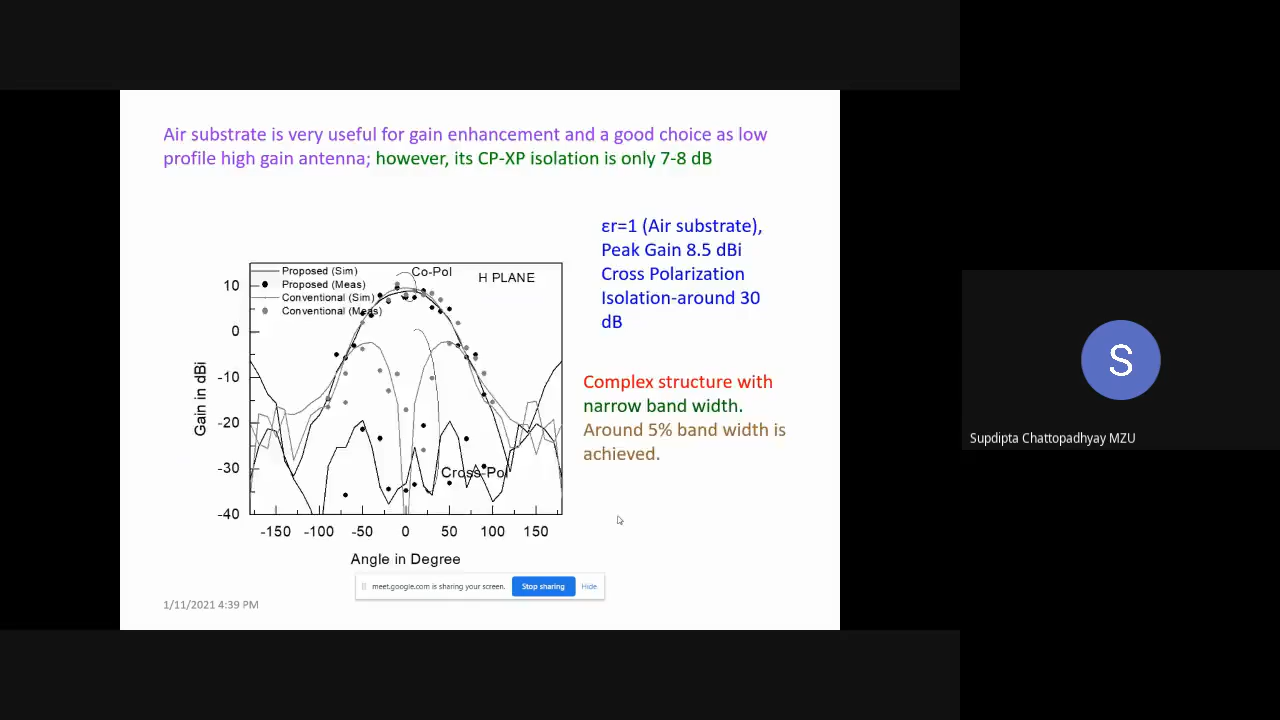 Air substrate is very useful for gain enhancement and a good choice as low
profile high gain antenna; however, its CP-XP isolation is only 7-8 dB
εr=1 (Air substrate),
Peak Gain 8.5 dBi
Cross Polarization
Isolation-around 30
dB
Complex structure with
narrow band width.
Around 5% band width is
achieved.
Proposed (Sim)
Proposed (Meas)
Conventional (Sim)
Conventional (Meas)
Co-Pol
H PLANE
Cross-Pol
Gain in dBi
10
0
-10
-20
-30
-40
-150 -100 -50 0 50 100 150
Angle in Degree
meet.google.com is sharing your screen.
Stop sharing
Hide
1/11/2021 4:39 PM
S
Supdipta Chattopadhyay MZU